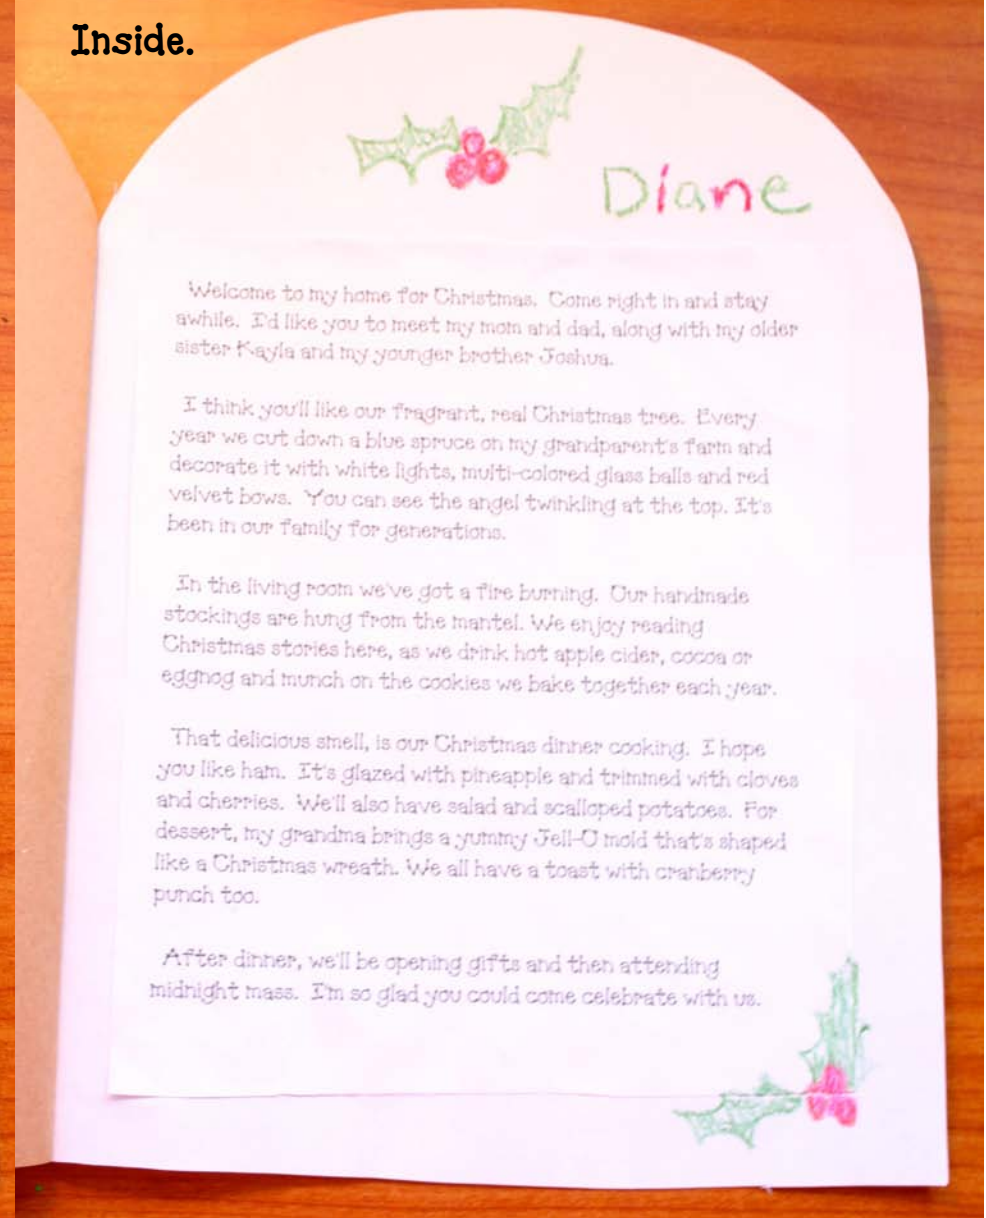 Inside.
Diane
Welcome to my home for Christmas. Come right in and stay
awhile. I'd like you to meet my mom and dad, along with my older
sister Kayla and my younger brother Joshua.
I think you'll like our fragrant, real Christmas tree. Every
year we cut down a blue spruce on my grandparent's farm and
decorate it with white lights, multi-colored glass balls and red
velvet bows. You can see the angel twinkling at the top. It's
been in our family for generations.
In the living room we've got a fire burning. Our handmade
stockings are hung from the mantel. We enjoy reading
Christmas stories here, as we drink hot apple cider, cocoa or
eggnog and munch on the cookies we bake together each year.
That delicious smell, is our Christmas dinner cooking. I hope
you like ham. It's glazed with pineapple and trimmed with cloves
and cherries. We'll also have salad and scalloped potatoes. For
dessert, my grandma brings a yummy Jell-O mold that's shaped
like a Christmas wreath. We all have a toast with cranberry
punch too.
After dinner, we'll be opening gifts and then attending
midnight mass. I'm so glad you could come celebrate with us.